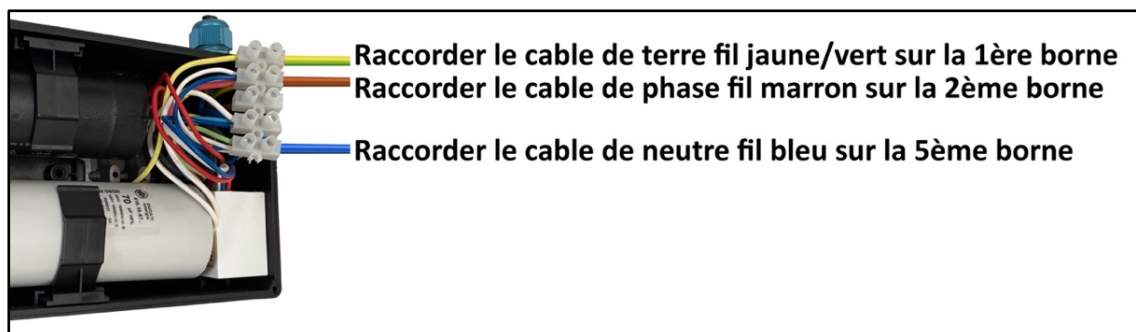 Raccorder le cable de terre fil jaune/vert sur la 1ère borne
Raccorder le cable de phase fil marron sur la 2ème borne
Raccorder le cable de neutre fil bleu sur la 5ème borne
70